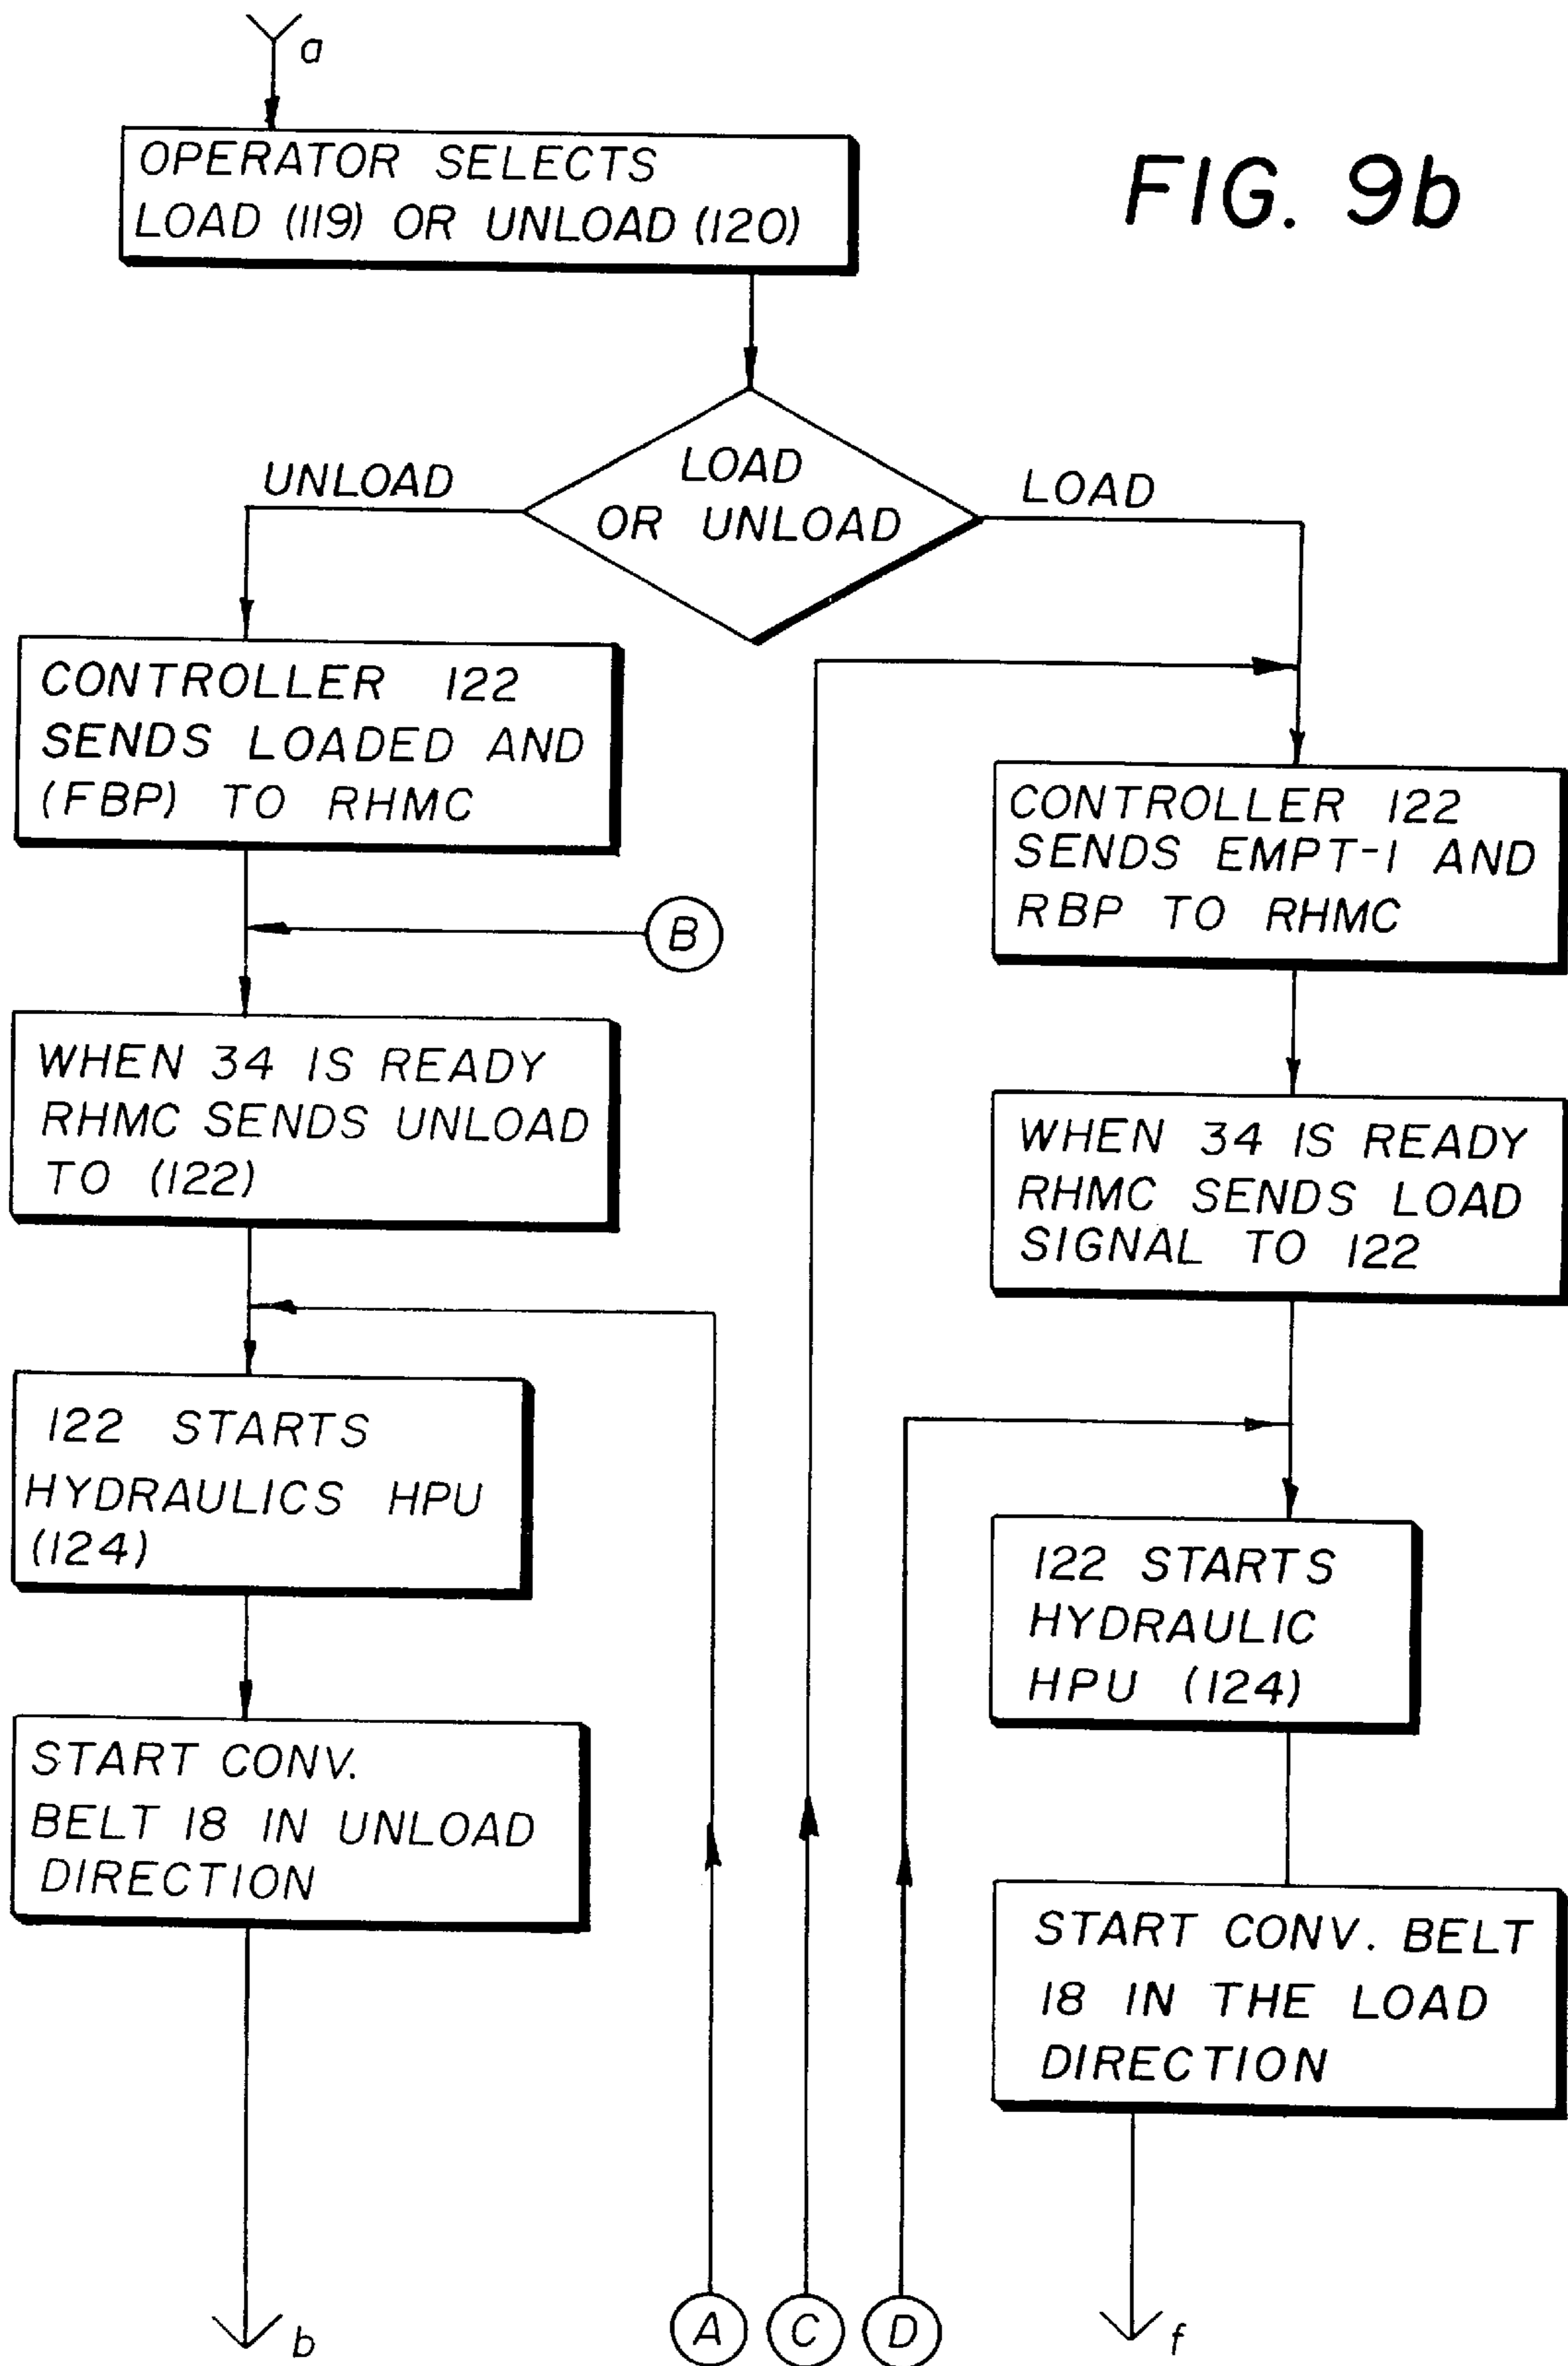 a
OPERATOR SELECTS
LOAD (119) OR UNLOAD (120)
FIG. 9b
LOAD
OR UNLOAD
UNLOAD
LOAD
CONTROLLER 122
SENDS LOADED AND
(FBP) TO RHMC
B
WHEN 34 IS READY
RHMC SENDS UNLOAD
TO (122)
122 STARTS
HYDRAULICS HPU
(124)
START CONV.
BELT 18 IN UNLOAD
DIRECTION
b
CONTROLLER 122
SENDS EMPT-1 AND
RBP TO RHMC
WHEN 34 IS READY
RHMC SENDS LOAD
SIGNAL TO 122
122 STARTS
HYDRAULIC
HPU (124)
START CONV. BELT
18 IN THE LOAD
DIRECTION
A
C
D
f